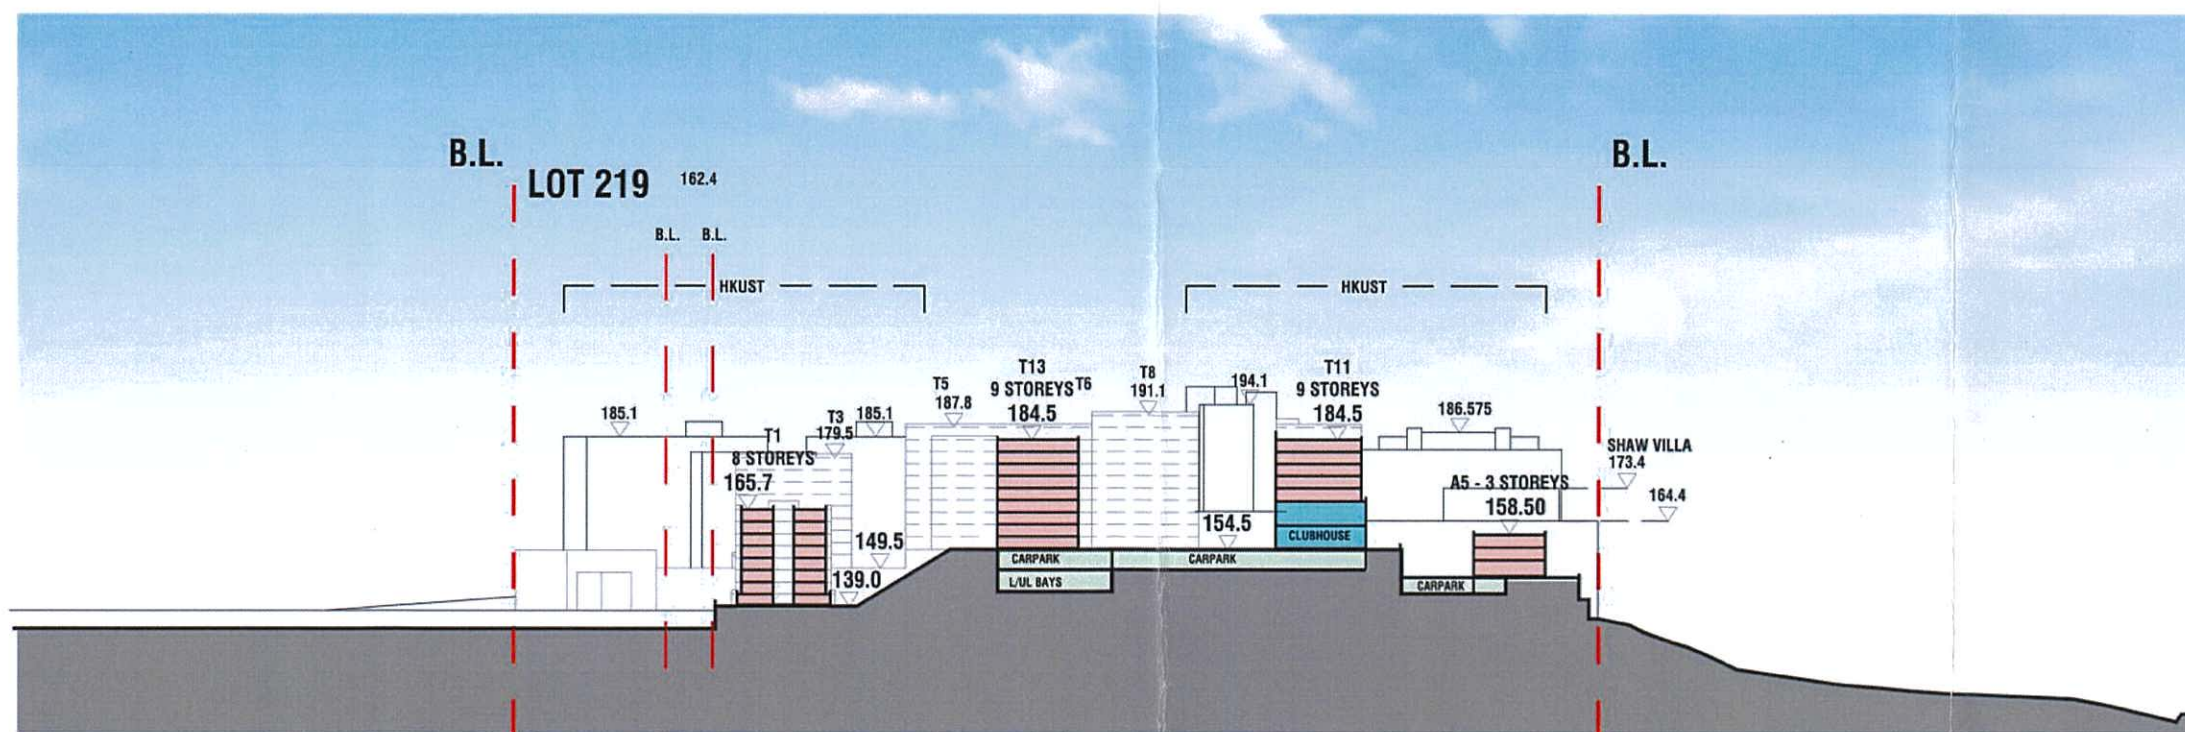 B.L.
B.L.
LOT 219
162.4
B.L.
B.L.
HKUST
HKUST
T13
T11
T8
9 STOREYS
T6
9 STOREYS
T5
191.1
194.1
187.8
185.1
T3
185.1
184.5
184.5
186.575
T1
179.5
8 STOREYS
SHAW VILLA
173.4
165.7
A5 - 3 STOREYS
164.4
158.50
154.5
149.5
CLUBHOUSE
CARPARK
CARPARK
139.0
L/UL BAYS
CARPARK